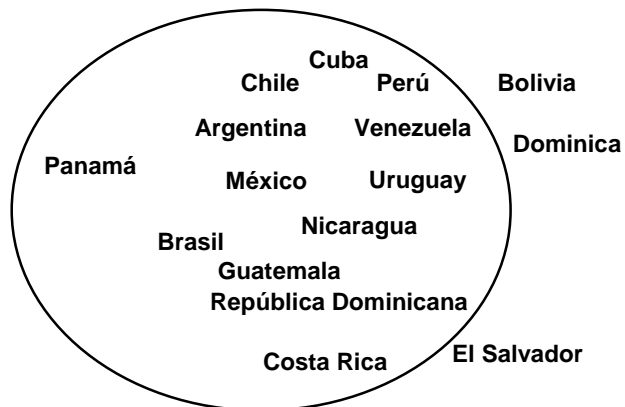 Cuba
Chile
Perú
Bolivia
Argentina
Venezuela
Dominica
Panamá
México
Uruguay
Nicaragua
Brasil
Guatemala
República Dominicana
El Salvador
Costa Rica